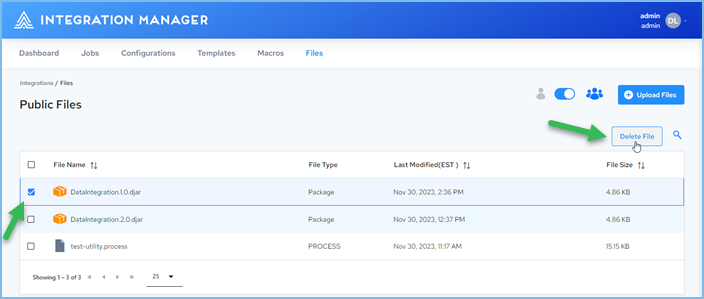 INTEGRATION MANAGER
admin
admin
DL
Dashboard Jobs Configurations Templates Macros Files
Integrations / Files
Public Files
Upload Files
Delete File
File Name File Type Last Modified(EST ) File Size
DataIntegration.1.0.djar Package Nov 30, 2023, 2:36 PM 4.86 KB
DataIntegration.2.0.djar Package Nov 30, 2023, 12:37 PM 4.86 KB
test-utility.process PROCESS Nov 30, 2023, 11:17 AM 15.15 KB
Showing 1 – 3 of 3 25